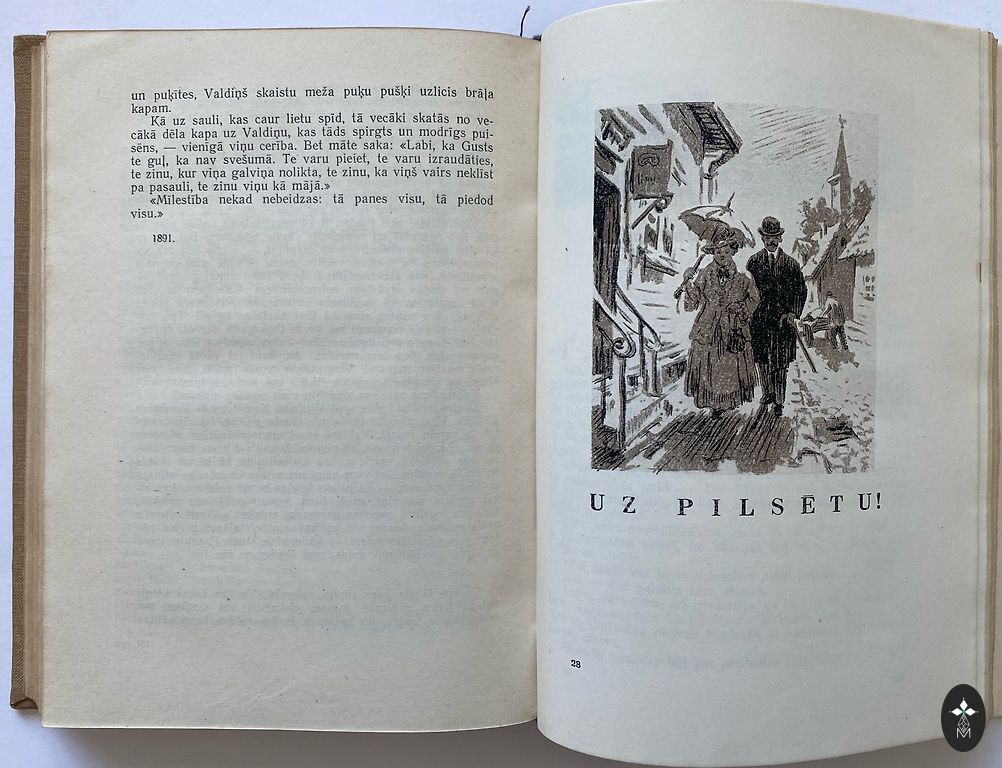 un puķītes, Valdiņš skaistu meža puķu pušķi uzlicis brāļa
kapam.
Kā uz sauli, kas caur lietu spīd, tā vecāki skatās no ve-
cākā dēla kapa uz Valdiņu, kas tāds spirgts un modrīgs pui-
sēns, — vienīgā viņu cerība. Bet māte saka: «Labi, ka Gusts
te guļ, ka nav svešumā. Te varu pieiet, te varu izraudāties,
te zinu, kur viņa galviņa nolikta, te zinu, ka viņš vairs neklīst
pa pasauli, te zinu viņu kā mājā.»
«Mīlestība nekad nebeidzas: tā panes visu, tā piedod
visu.»
1891.
UZ PILSĒTU!
28
M